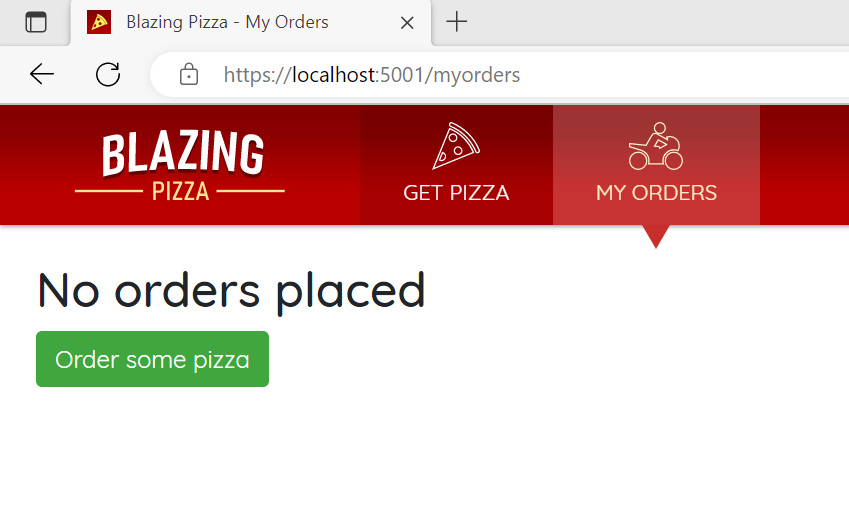 Blazing Pizza - My Orders
https://localhost:5001/myorders
BLAZING
PIZZA
GET PIZZA
MY ORDERS
No orders placed
Order some pizza